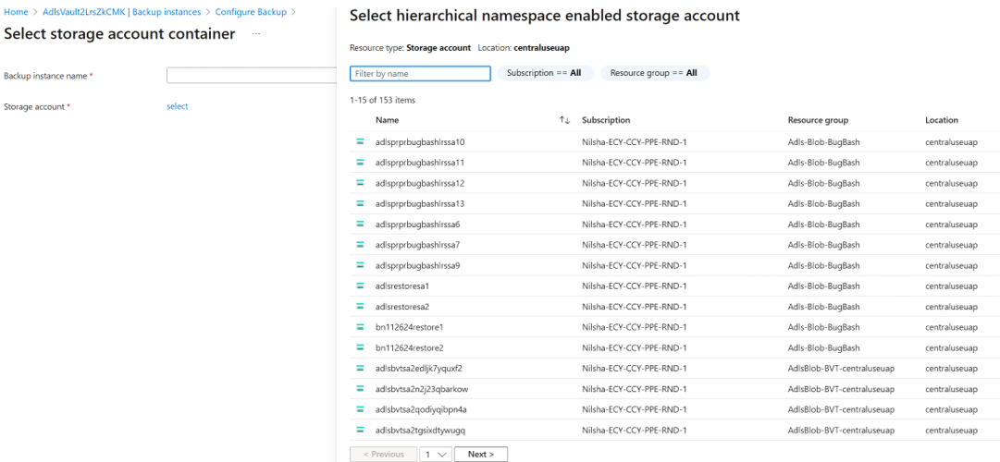 Home > AdlsVault2LrsZkCMK | Backup instances > Configure Backup >
Select storage account container ...
Backup instance name *
Storage account * select
Select hierarchical namespace enabled storage account
Resource type: Storage account Location: centraluseuap
Filter by name Subscription == All Resource group == All
1-15 of 153 items
Name ↑↓ Subscription Resource group Location
adlsprprbugbashlrssa10 Nilsha-ECY-CCY-PPE-RND-1 Adls-Blob-BugBash centraluseuap
adlsprprbugbashlrssa11 Nilsha-ECY-CCY-PPE-RND-1 Adls-Blob-BugBash centraluseuap
adlsprprbugbashlrssa12 Nilsha-ECY-CCY-PPE-RND-1 Adls-Blob-BugBash centraluseuap
adlsprprbugbashlrssa13 Nilsha-ECY-CCY-PPE-RND-1 Adls-Blob-BugBash centraluseuap
adlsprprbugbashlrssa6 Nilsha-ECY-CCY-PPE-RND-1 Adls-Blob-BugBash centraluseuap
adlsprprbugbashlrssa7 Nilsha-ECY-CCY-PPE-RND-1 Adls-Blob-BugBash centraluseuap
adlsprprbugbashlrssa9 Nilsha-ECY-CCY-PPE-RND-1 Adls-Blob-BugBash centraluseuap
adlsrestoresa1 Nilsha-ECY-CCY-PPE-RND-1 Adls-Blob-BugBash centraluseuap
adlsrestoresa2 Nilsha-ECY-CCY-PPE-RND-1 Adls-Blob-BugBash centraluseuap
bn112624restore1 Nilsha-ECY-CCY-PPE-RND-1 Adls-Blob-BugBash centraluseuap
bn112624restore2 Nilsha-ECY-CCY-PPE-RND-1 Adls-Blob-BugBash centraluseuap
adlsbvtsa2edljk7yquxf2 Nilsha-ECY-CCY-PPE-RND-1 AdlsBlob-BVT-centraluseuap centraluseuap
adlsbvtsa2n2j23qbarkow Nilsha-ECY-CCY-PPE-RND-1 AdlsBlob-BVT-centraluseuap centraluseuap
adlsbvtsa2qodiyqibpn4a Nilsha-ECY-CCY-PPE-RND-1 AdlsBlob-BVT-centraluseuap centraluseuap
adlsbvtsa2tgsixdtywugq Nilsha-ECY-CCY-PPE-RND-1 AdlsBlob-BVT-centraluseuap centraluseuap
< Previous 1 Next >